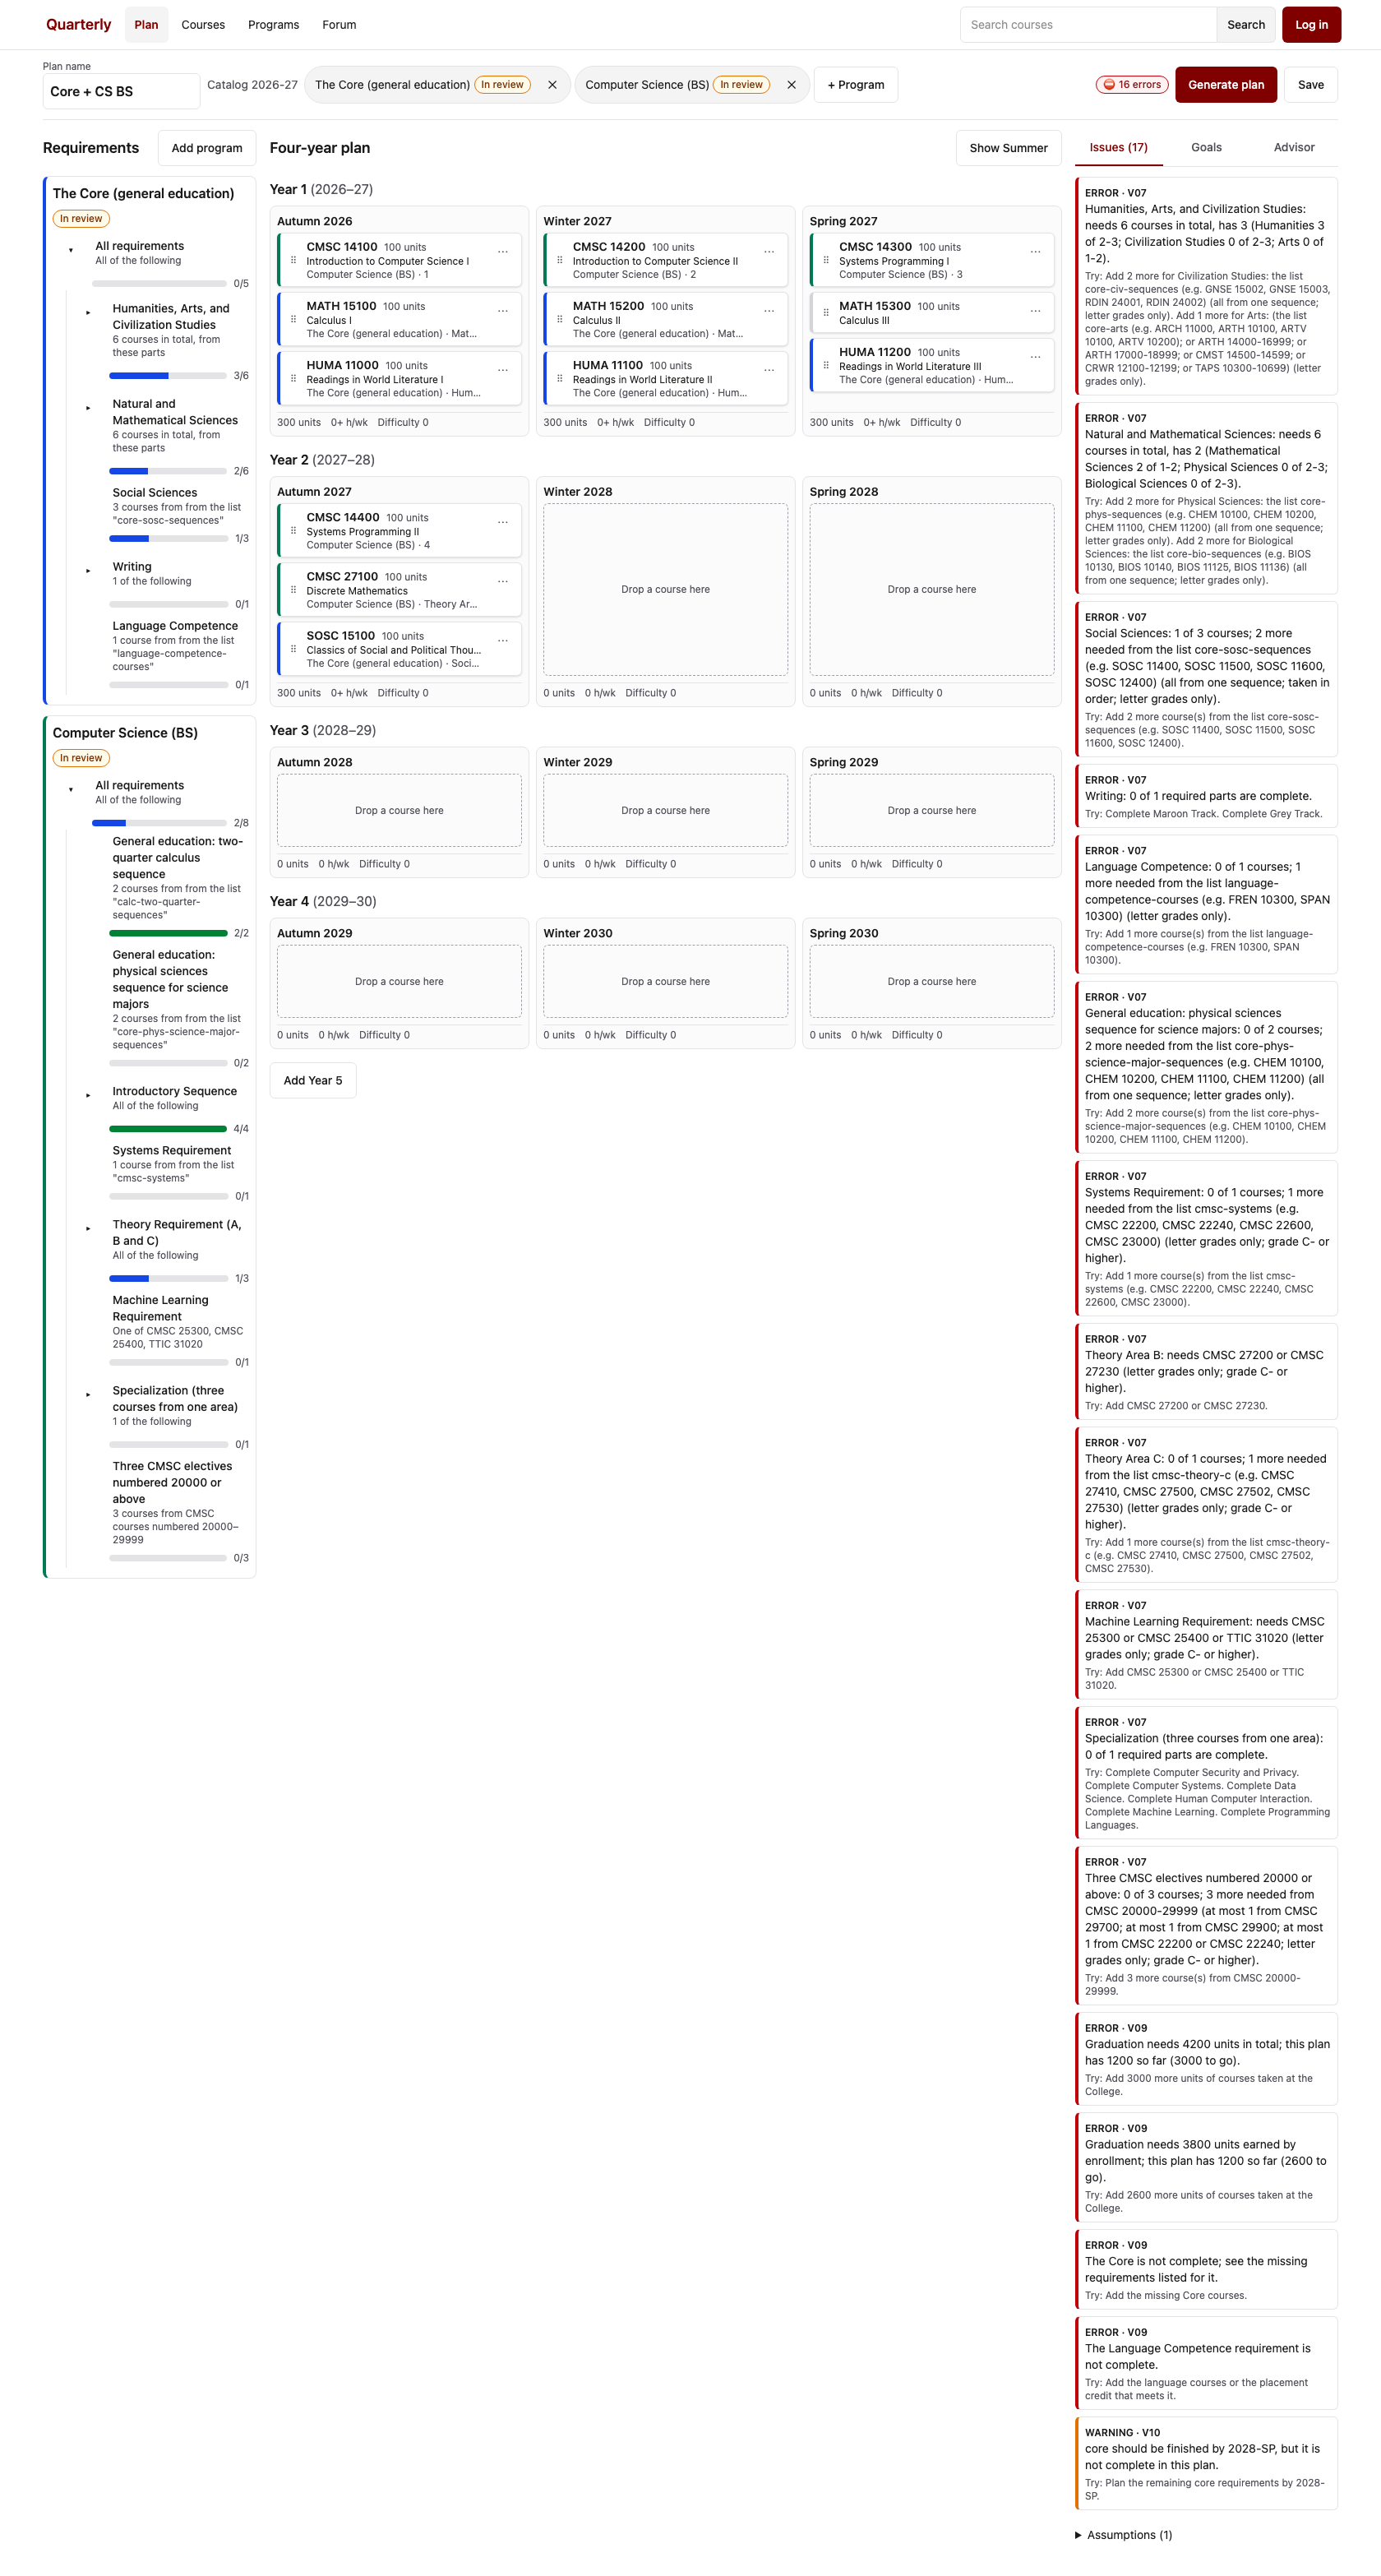 Quarterly
Plan
Courses
Programs
Forum
Search courses
Search
Log in
Plan name
Core + CS BS
Catalog 2026-27
The Core (general education) In review ✕
Computer Science (BS) In review ✕
+ Program
⛔ 16 errors
Generate plan
Save
Requirements
Add program
The Core (general education)
In review
All requirements
All of the following
0/5
Humanities, Arts, and
Civilization Studies
6 courses in total, from
these parts
3/6
Natural and
Mathematical Sciences
6 courses in total, from
these parts
2/6
Social Sciences
3 courses from from the list
"core-sosc-sequences"
1/3
Writing
1 of the following
0/1
Language Competence
1 course from from the list
"language-competence-
courses"
0/1
Computer Science (BS)
In review
All requirements
All of the following
2/8
General education: two-
quarter calculus
sequence
2 courses from from the list
"calc-two-quarter-
sequences"
2/2
General education:
physical sciences
sequence for science
majors
2 courses from from the list
"core-phys-science-major-
sequences"
0/2
Introductory Sequence
All of the following
4/4
Systems Requirement
1 course from from the list
"cmsc-systems"
0/1
Theory Requirement (A,
B and C)
All of the following
1/3
Machine Learning
Requirement
One of CMSC 25300, CMSC
25400, TTIC 31020
0/1
Specialization (three
courses from one area)
1 of the following
0/1
Three CMSC electives
numbered 20000 or
above
3 courses from CMSC
courses numbered 20000–
29999
0/3
Four-year plan
Show Summer
Year 1 (2026–27)
Autumn 2026
CMSC 14100 100 units ...
Introduction to Computer Science I
Computer Science (BS) · 1
MATH 15100 100 units ...
Calculus I
The Core (general education) · Mat...
HUMA 11000 100 units ...
Readings in World Literature I
The Core (general education) · Hum...
300 units 0+ h/wk Difficulty 0
Winter 2027
CMSC 14200 100 units ...
Introduction to Computer Science II
Computer Science (BS) · 2
MATH 15200 100 units ...
Calculus II
The Core (general education) · Mat...
HUMA 11100 100 units ...
Readings in World Literature II
The Core (general education) · Hum...
300 units 0+ h/wk Difficulty 0
Spring 2027
CMSC 14300 100 units ...
Systems Programming I
Computer Science (BS) · 3
MATH 15300 100 units ...
Calculus III
HUMA 11200 100 units ...
Readings in World Literature III
The Core (general education) · Hum...
300 units 0+ h/wk Difficulty 0
Year 2 (2027–28)
Autumn 2027
CMSC 14400 100 units ...
Systems Programming II
Computer Science (BS) · 4
CMSC 27100 100 units ...
Discrete Mathematics
Computer Science (BS) · Theory Ar...
SOSC 15100 100 units ...
Classics of Social and Political Thou...
The Core (general education) · Soci...
300 units 0+ h/wk Difficulty 0
Winter 2028
Drop a course here
0 units 0 h/wk Difficulty 0
Spring 2028
Drop a course here
0 units 0 h/wk Difficulty 0
Year 3 (2028–29)
Autumn 2028
Drop a course here
0 units 0 h/wk Difficulty 0
Winter 2029
Drop a course here
0 units 0 h/wk Difficulty 0
Spring 2029
Drop a course here
0 units 0 h/wk Difficulty 0
Year 4 (2029–30)
Autumn 2029
Drop a course here
0 units 0 h/wk Difficulty 0
Winter 2030
Drop a course here
0 units 0 h/wk Difficulty 0
Spring 2030
Drop a course here
0 units 0 h/wk Difficulty 0
Add Year 5
Issues (17)
Goals
Advisor
ERROR · V07
Humanities, Arts, and Civilization Studies:
needs 6 courses in total, has 3 (Humanities 3
of 2-3; Civilization Studies 0 of 2-3; Arts 0 of
1-2).
Try: Add 2 more for Civilization Studies: the list
core-civ-sequences (e.g. GNSE 15002, GNSE 15003,
RDIN 24001, RDIN 24002) (all from one sequence;
letter grades only). Add 1 more for Arts: (the list
core-arts (e.g. ARCH 11000, ARTH 10100, ARTV
10100, ARTV 10200); or ARTH 14000-16999; or
ARTH 17000-18999; or CMST 14500-14599; or
CRWR 12100-12199; or TAPS 10300-10699) (letter
grades only).
ERROR · V07
Natural and Mathematical Sciences: needs 6
courses in total, has 2 (Mathematical
Sciences 2 of 1-2; Physical Sciences 0 of 2-3;
Biological Sciences 0 of 2-3).
Try: Add 2 more for Physical Sciences: the list core-
phys-sequences (e.g. CHEM 10100, CHEM 10200,
CHEM 11100, CHEM 11200) (all from one sequence;
letter grades only). Add 2 more for Biological
Sciences: the list core-bio-sequences (e.g. BIOS
10130, BIOS 10140, BIOS 11125, BIOS 11136) (all
from one sequence; letter grades only).
ERROR · V07
Social Sciences: 1 of 3 courses; 2 more
needed from the list core-sosc-sequences
(e.g. SOSC 11400, SOSC 11500, SOSC 11600,
SOSC 12400) (all from one sequence; taken in
order; letter grades only).
Try: Add 2 more course(s) from the list core-sosc-
sequences (e.g. SOSC 11400, SOSC 11500, SOSC
11600, SOSC 12400).
ERROR · V07
Writing: 0 of 1 required parts are complete.
Try: Complete Maroon Track. Complete Grey Track.
ERROR · V07
Language Competence: 0 of 1 courses; 1
more needed from the list language-
competence-courses (e.g. FREN 10300, SPAN
10300) (letter grades only).
Try: Add 1 more course(s) from the list language-
competence-courses (e.g. FREN 10300, SPAN
10300).
ERROR · V07
General education: physical sciences
sequence for science majors: 0 of 2 courses;
2 more needed from the list core-phys-
science-major-sequences (e.g. CHEM 10100,
CHEM 10200, CHEM 11100, CHEM 11200) (all
from one sequence; letter grades only).
Try: Add 2 more course(s) from the list core-phys-
science-major-sequences (e.g. CHEM 10100, CHEM
10200, CHEM 11100, CHEM 11200).
ERROR · V07
Systems Requirement: 0 of 1 courses; 1 more
needed from the list cmsc-systems (e.g.
CMSC 22200, CMSC 22240, CMSC 22600,
CMSC 23000) (letter grades only; grade C- or
higher).
Try: Add 1 more course(s) from the list cmsc-
systems (e.g. CMSC 22200, CMSC 22240, CMSC
22600, CMSC 23000).
ERROR · V07
Theory Area B: needs CMSC 27200 or CMSC
27230 (letter grades only; grade C- or
higher).
Try: Add CMSC 27200 or CMSC 27230.
ERROR · V07
Theory Area C: 0 of 1 courses; 1 more needed
from the list cmsc-theory-c (e.g. CMSC
27410, CMSC 27500, CMSC 27502, CMSC
27530) (letter grades only; grade C- or
higher).
Try: Add 1 more course(s) from the list cmsc-theory-
c (e.g. CMSC 27410, CMSC 27500, CMSC 27502,
CMSC 27530).
ERROR · V07
Machine Learning Requirement: needs CMSC
25300 or CMSC 25400 or TTIC 31020 (letter
grades only; grade C- or higher).
Try: Add CMSC 25300 or CMSC 25400 or TTIC
31020.
ERROR · V07
Specialization (three courses from one area):
0 of 1 required parts are complete.
Try: Complete Computer Security and Privacy.
Complete Computer Systems. Complete Data
Science. Complete Human Computer Interaction.
Complete Machine Learning. Complete Programming
Languages.
ERROR · V07
Three CMSC electives numbered 20000 or
above: 0 of 3 courses; 3 more needed from
CMSC 20000-29999 (at most 1 from CMSC
29700; at most 1 from CMSC 29900; at most
1 from CMSC 22200 or CMSC 22240; letter
grades only; grade C- or higher).
Try: Add 3 more course(s) from CMSC 20000-
29999.
ERROR · V09
Graduation needs 4200 units in total; this plan
has 1200 so far (3000 to go).
Try: Add 3000 more units of courses taken at the
College.
ERROR · V09
Graduation needs 3800 units earned by
enrollment; this plan has 1200 so far (2600 to
go).
Try: Add 2600 more units of courses taken at the
College.
ERROR · V09
The Core is not complete; see the missing
requirements listed for it.
Try: Add the missing Core courses.
ERROR · V09
The Language Competence requirement is
not complete.
Try: Add the language courses or the placement
credit that meets it.
WARNING · V10
core should be finished by 2028-SP, but it is
not complete in this plan.
Try: Plan the remaining core requirements by 2028-
SP.
Assumptions (1)